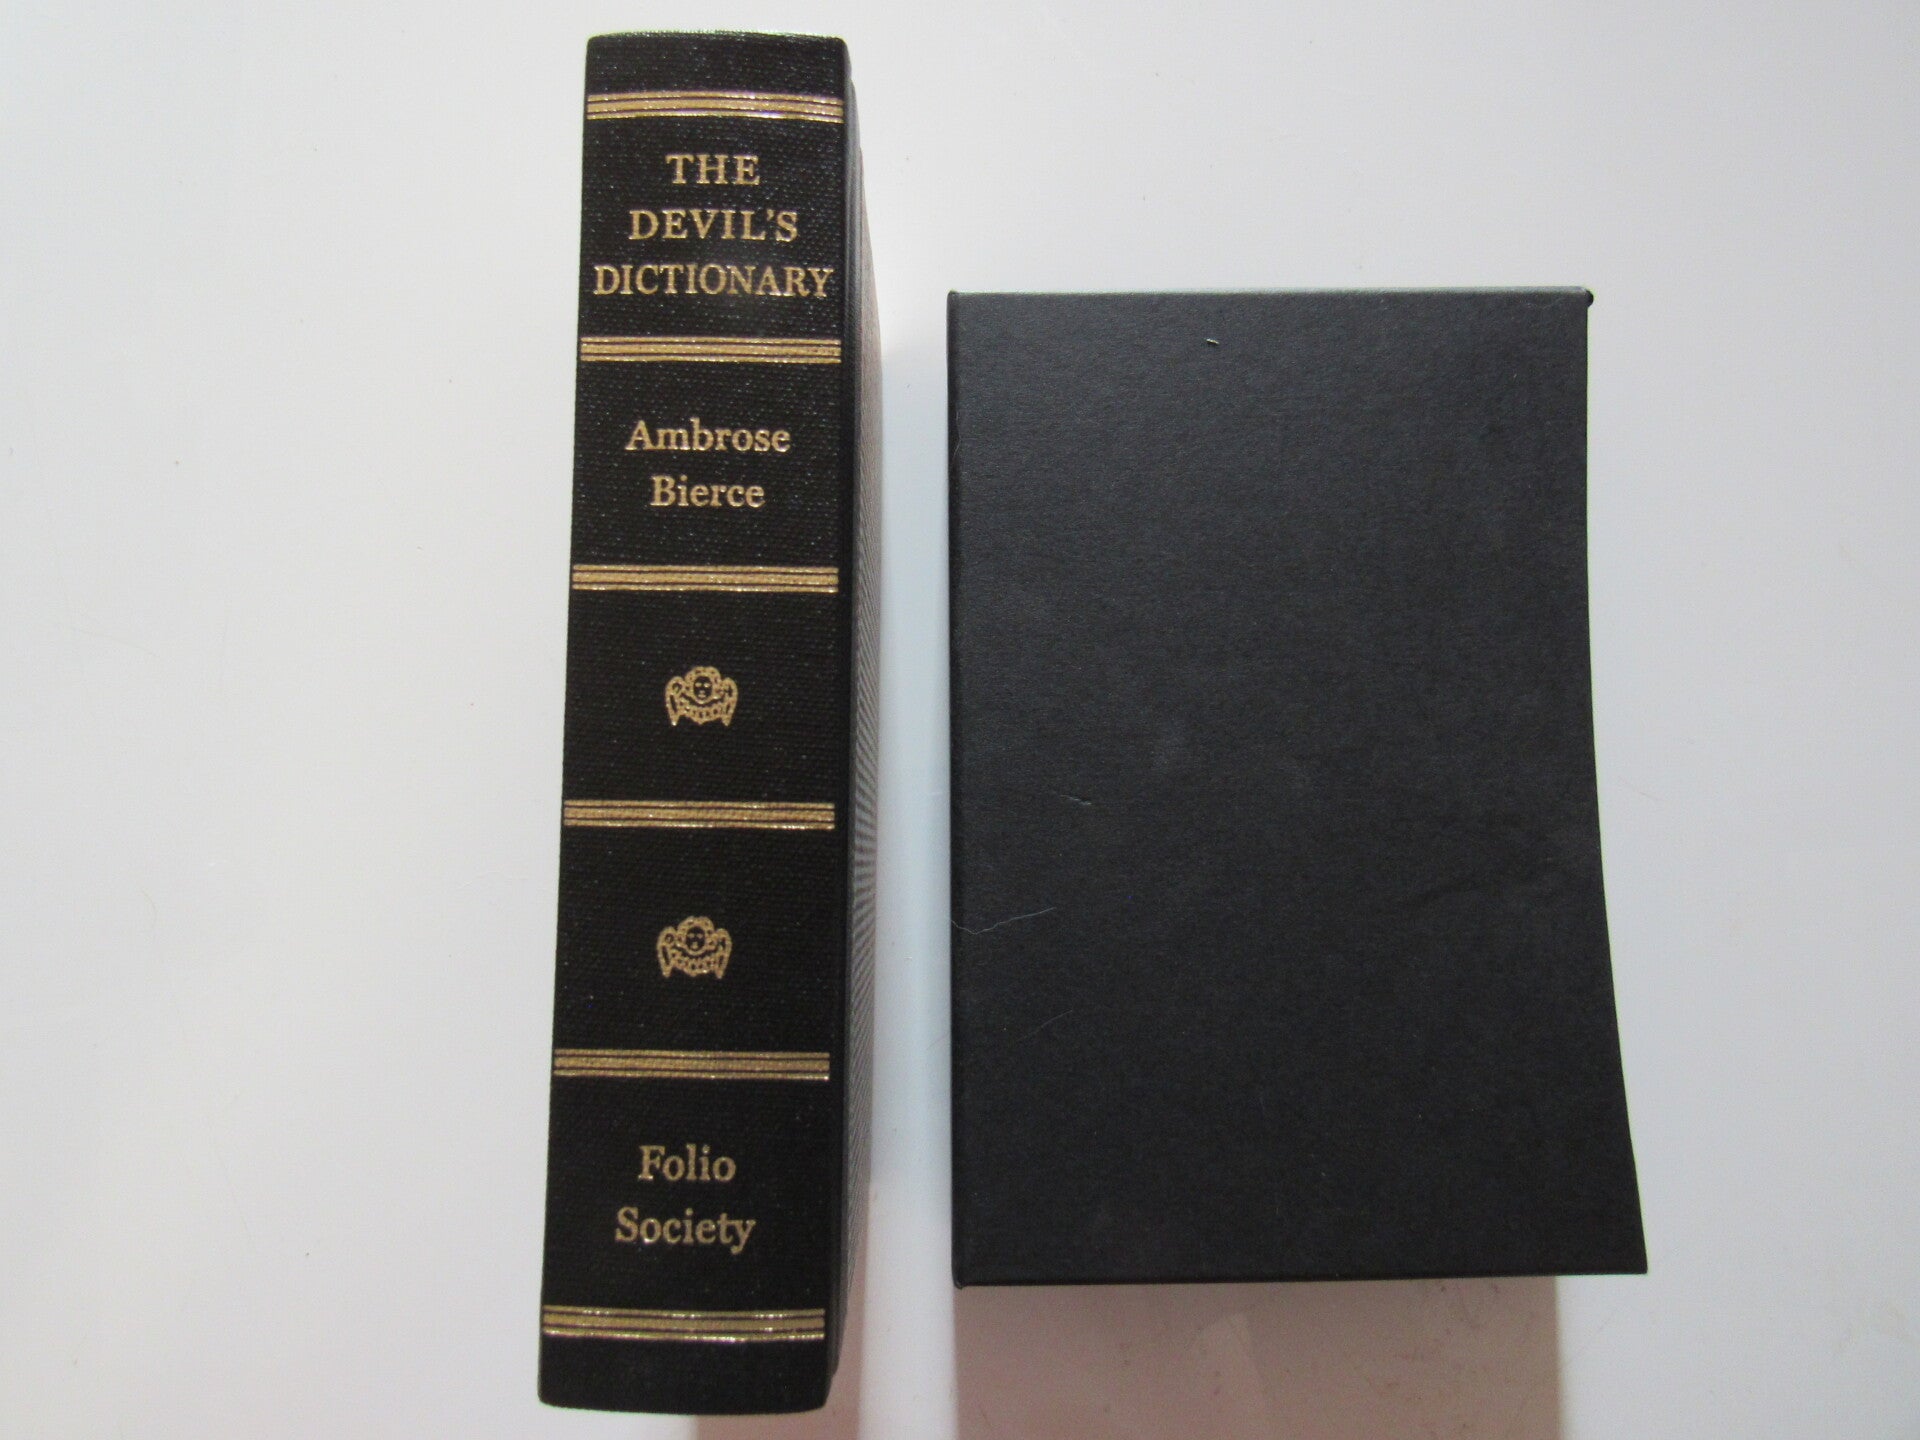 THE
DEVIL'S
DICTIONARY
Ambrose
Bierce
Folio
Society